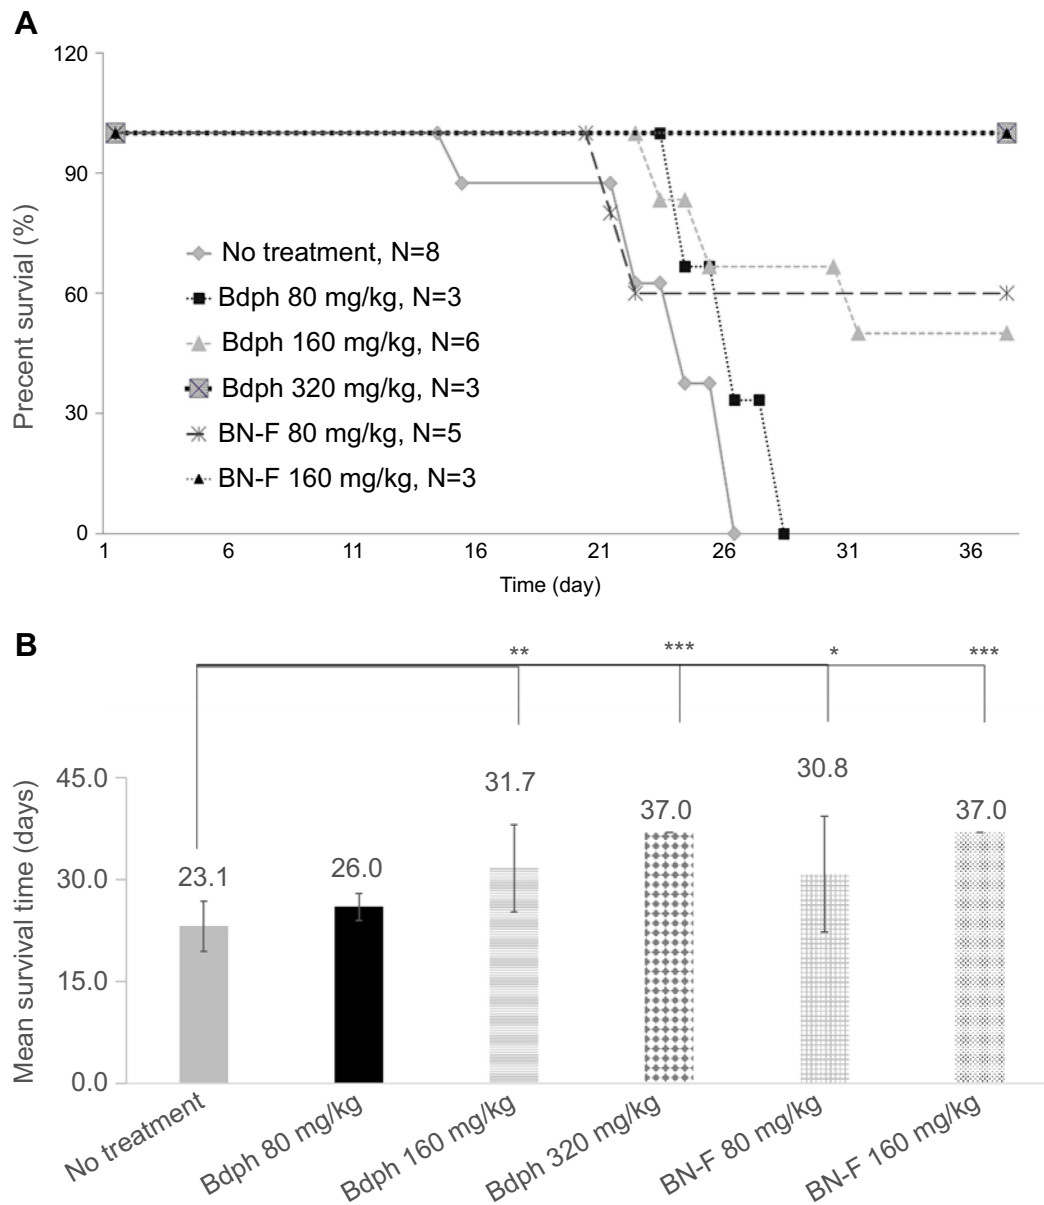 A
120
90
60
30
0
Precent survial (%)
No treatment, N=8
Bdph 80 mg/kg, N=3
Bdph 160 mg/kg, N=6
Bdph 320 mg/kg, N=3
BN-F 80 mg/kg, N=5
BN-F 160 mg/kg, N=3
1 6 11 16 21 26 31 36
Time (day)
B
** *** * ***
45.0
30.0
15.0
0.0
Mean survival time (days)
23.1 26.0 31.7 37.0 30.8 37.0
No treatment
Bdph 80 mg/kg
Bdph 160 mg/kg
Bdph 320 mg/kg
BN-F 80 mg/kg
BN-F 160 mg/kg